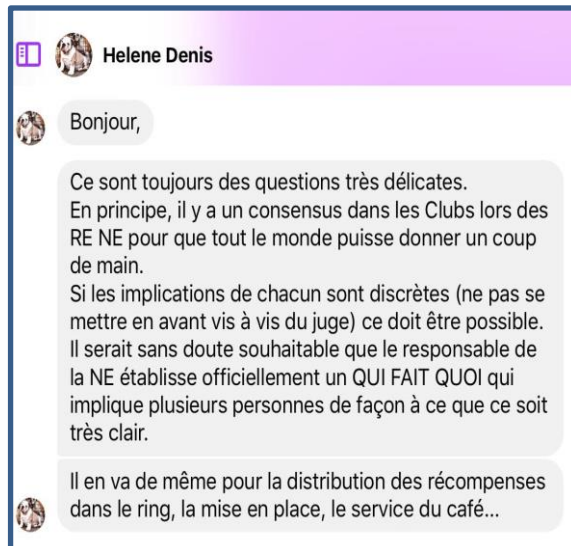 Helene Denis
Bonjour,
Ce sont toujours des questions très délicates.
En principe, il y a un consensus dans les Clubs lors des
RE NE pour que tout le monde puisse donner un coup
de main.
Si les implications de chacun sont discrètes (ne pas se
mettre en avant vis à vis du juge) ce doit être possible.
Il serait sans doute souhaitable que le responsable de
la NE établisse officiellement un QUI FAIT QUOI qui
implique plusieurs personnes de façon à ce que ce soit
très clair.
Il en va de même pour la distribution des récompenses
dans le ring, la mise en place, le service du café...